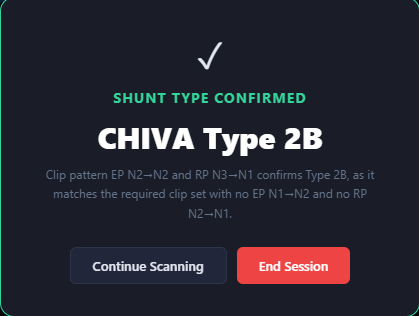 SHUNT TYPE CONFIRMED
CHIVA Type 2B
Clip pattern EP N2→N2 and RP N3→N1 confirms Type 2B, as it
matches the required clip set with no EP N1→N2 and no RP
N2→N1.
Continue Scanning
End Session